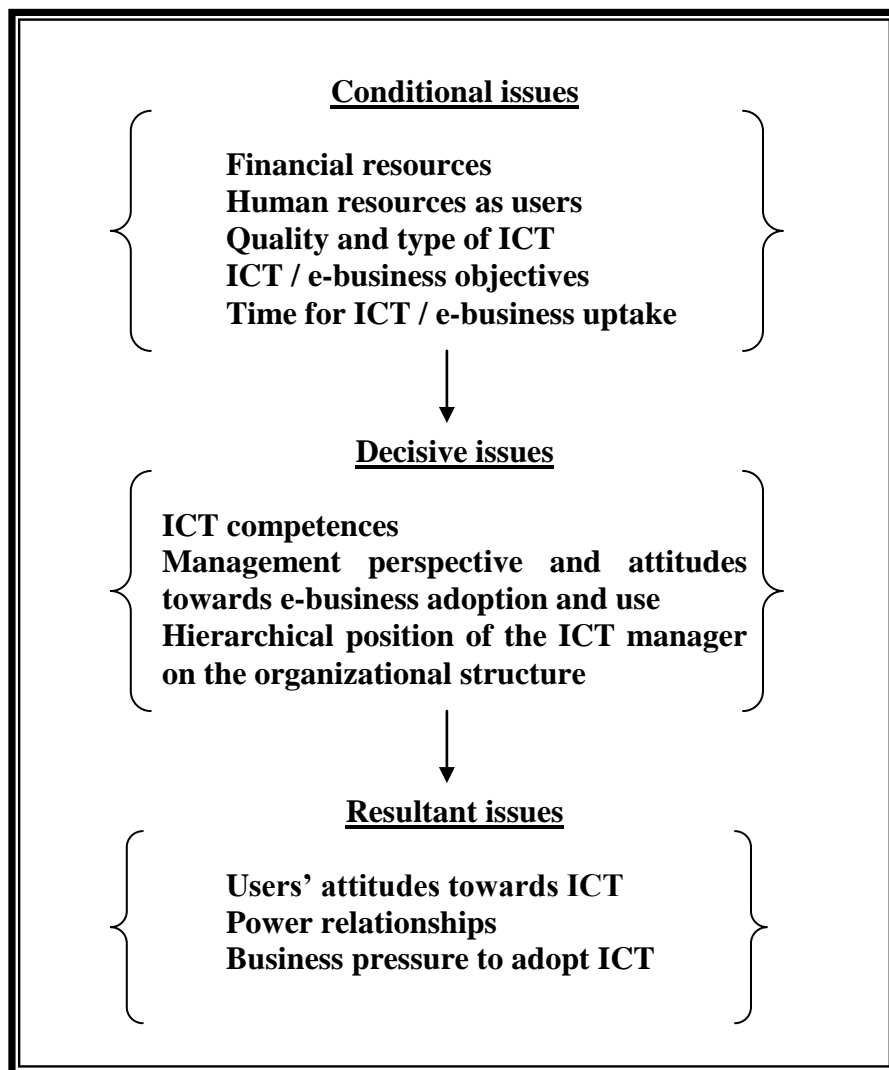 Conditional issues
Financial resources
Human resources as users
Quality and type of ICT
ICT / e-business objectives
Time for ICT / e-business uptake
Decisive issues
ICT competences
Management perspective and attitudes
towards e-business adoption and use
Hierarchical position of the ICT manager
on the organizational structure
Resultant issues
Users’ attitudes towards ICT
Power relationships
Business pressure to adopt ICT